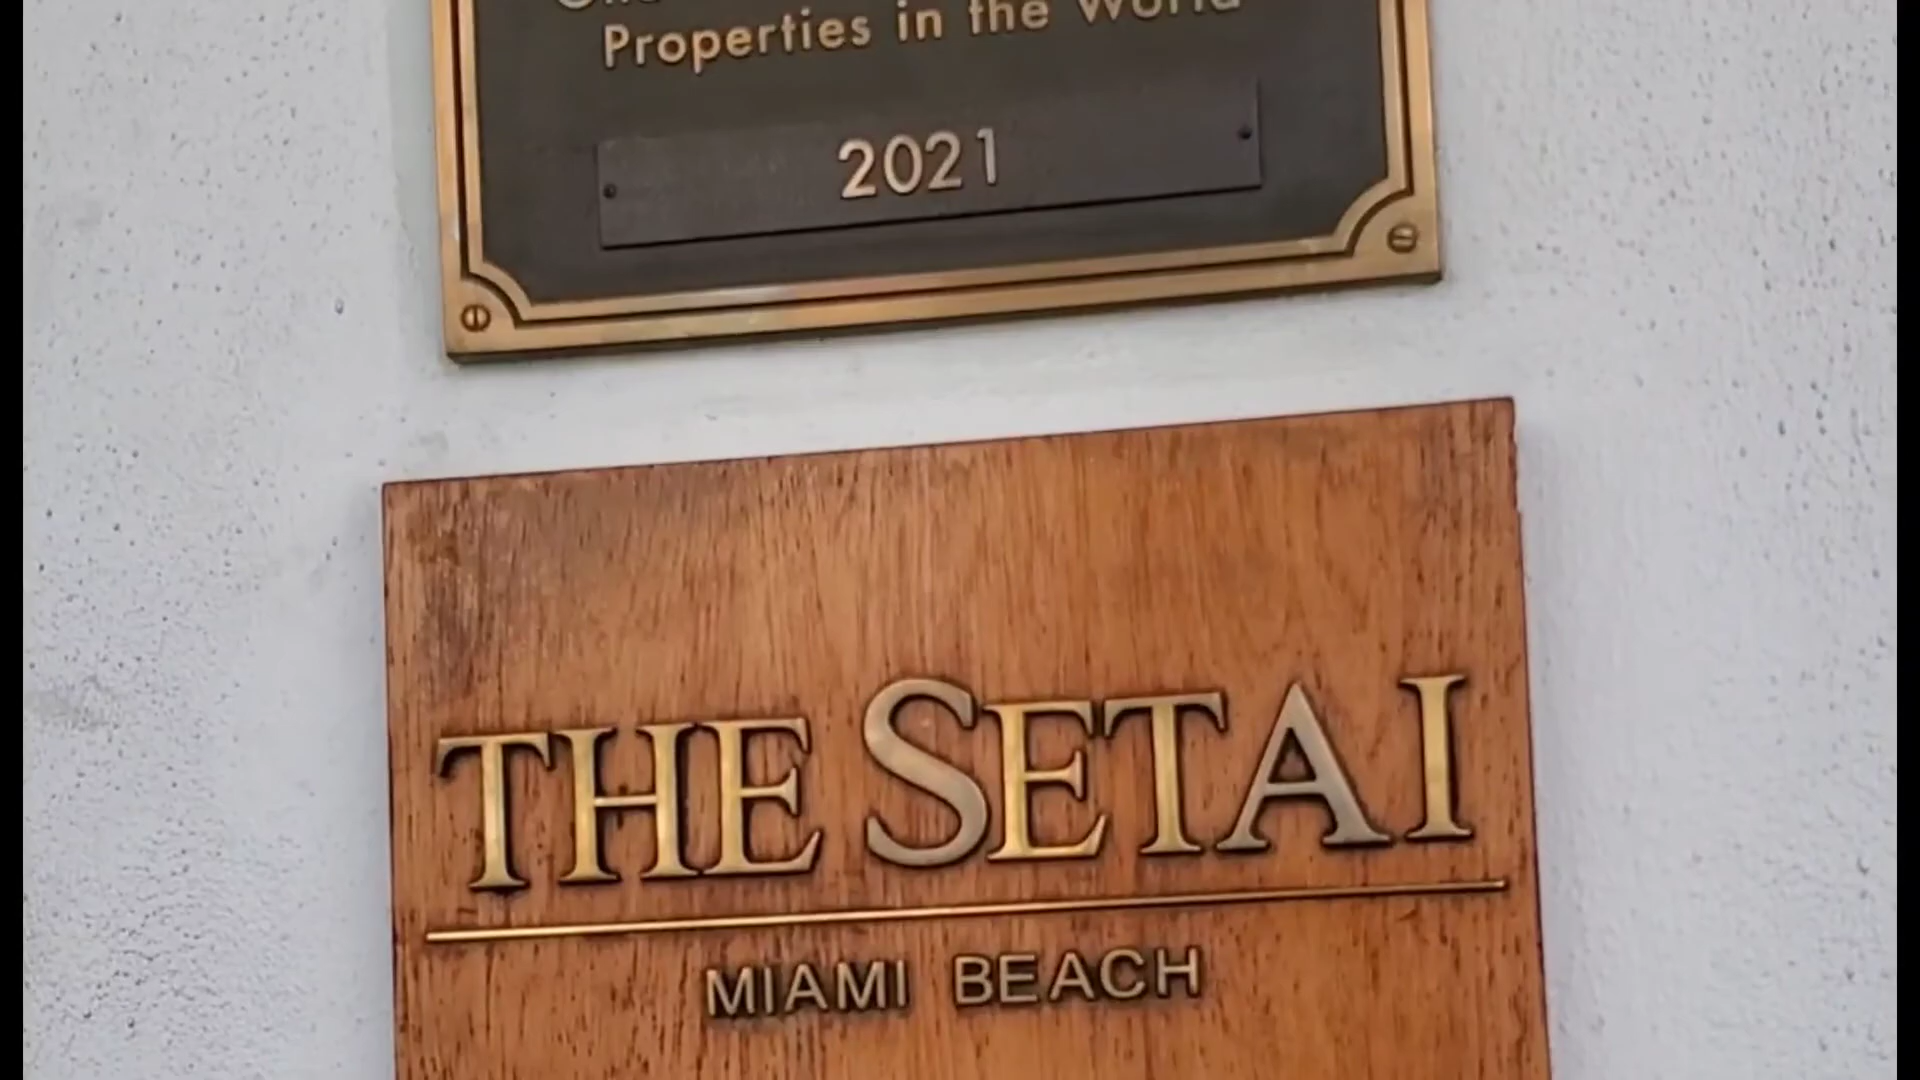 Properties in the World
2021
THE SETAI
MIAMI BEACH